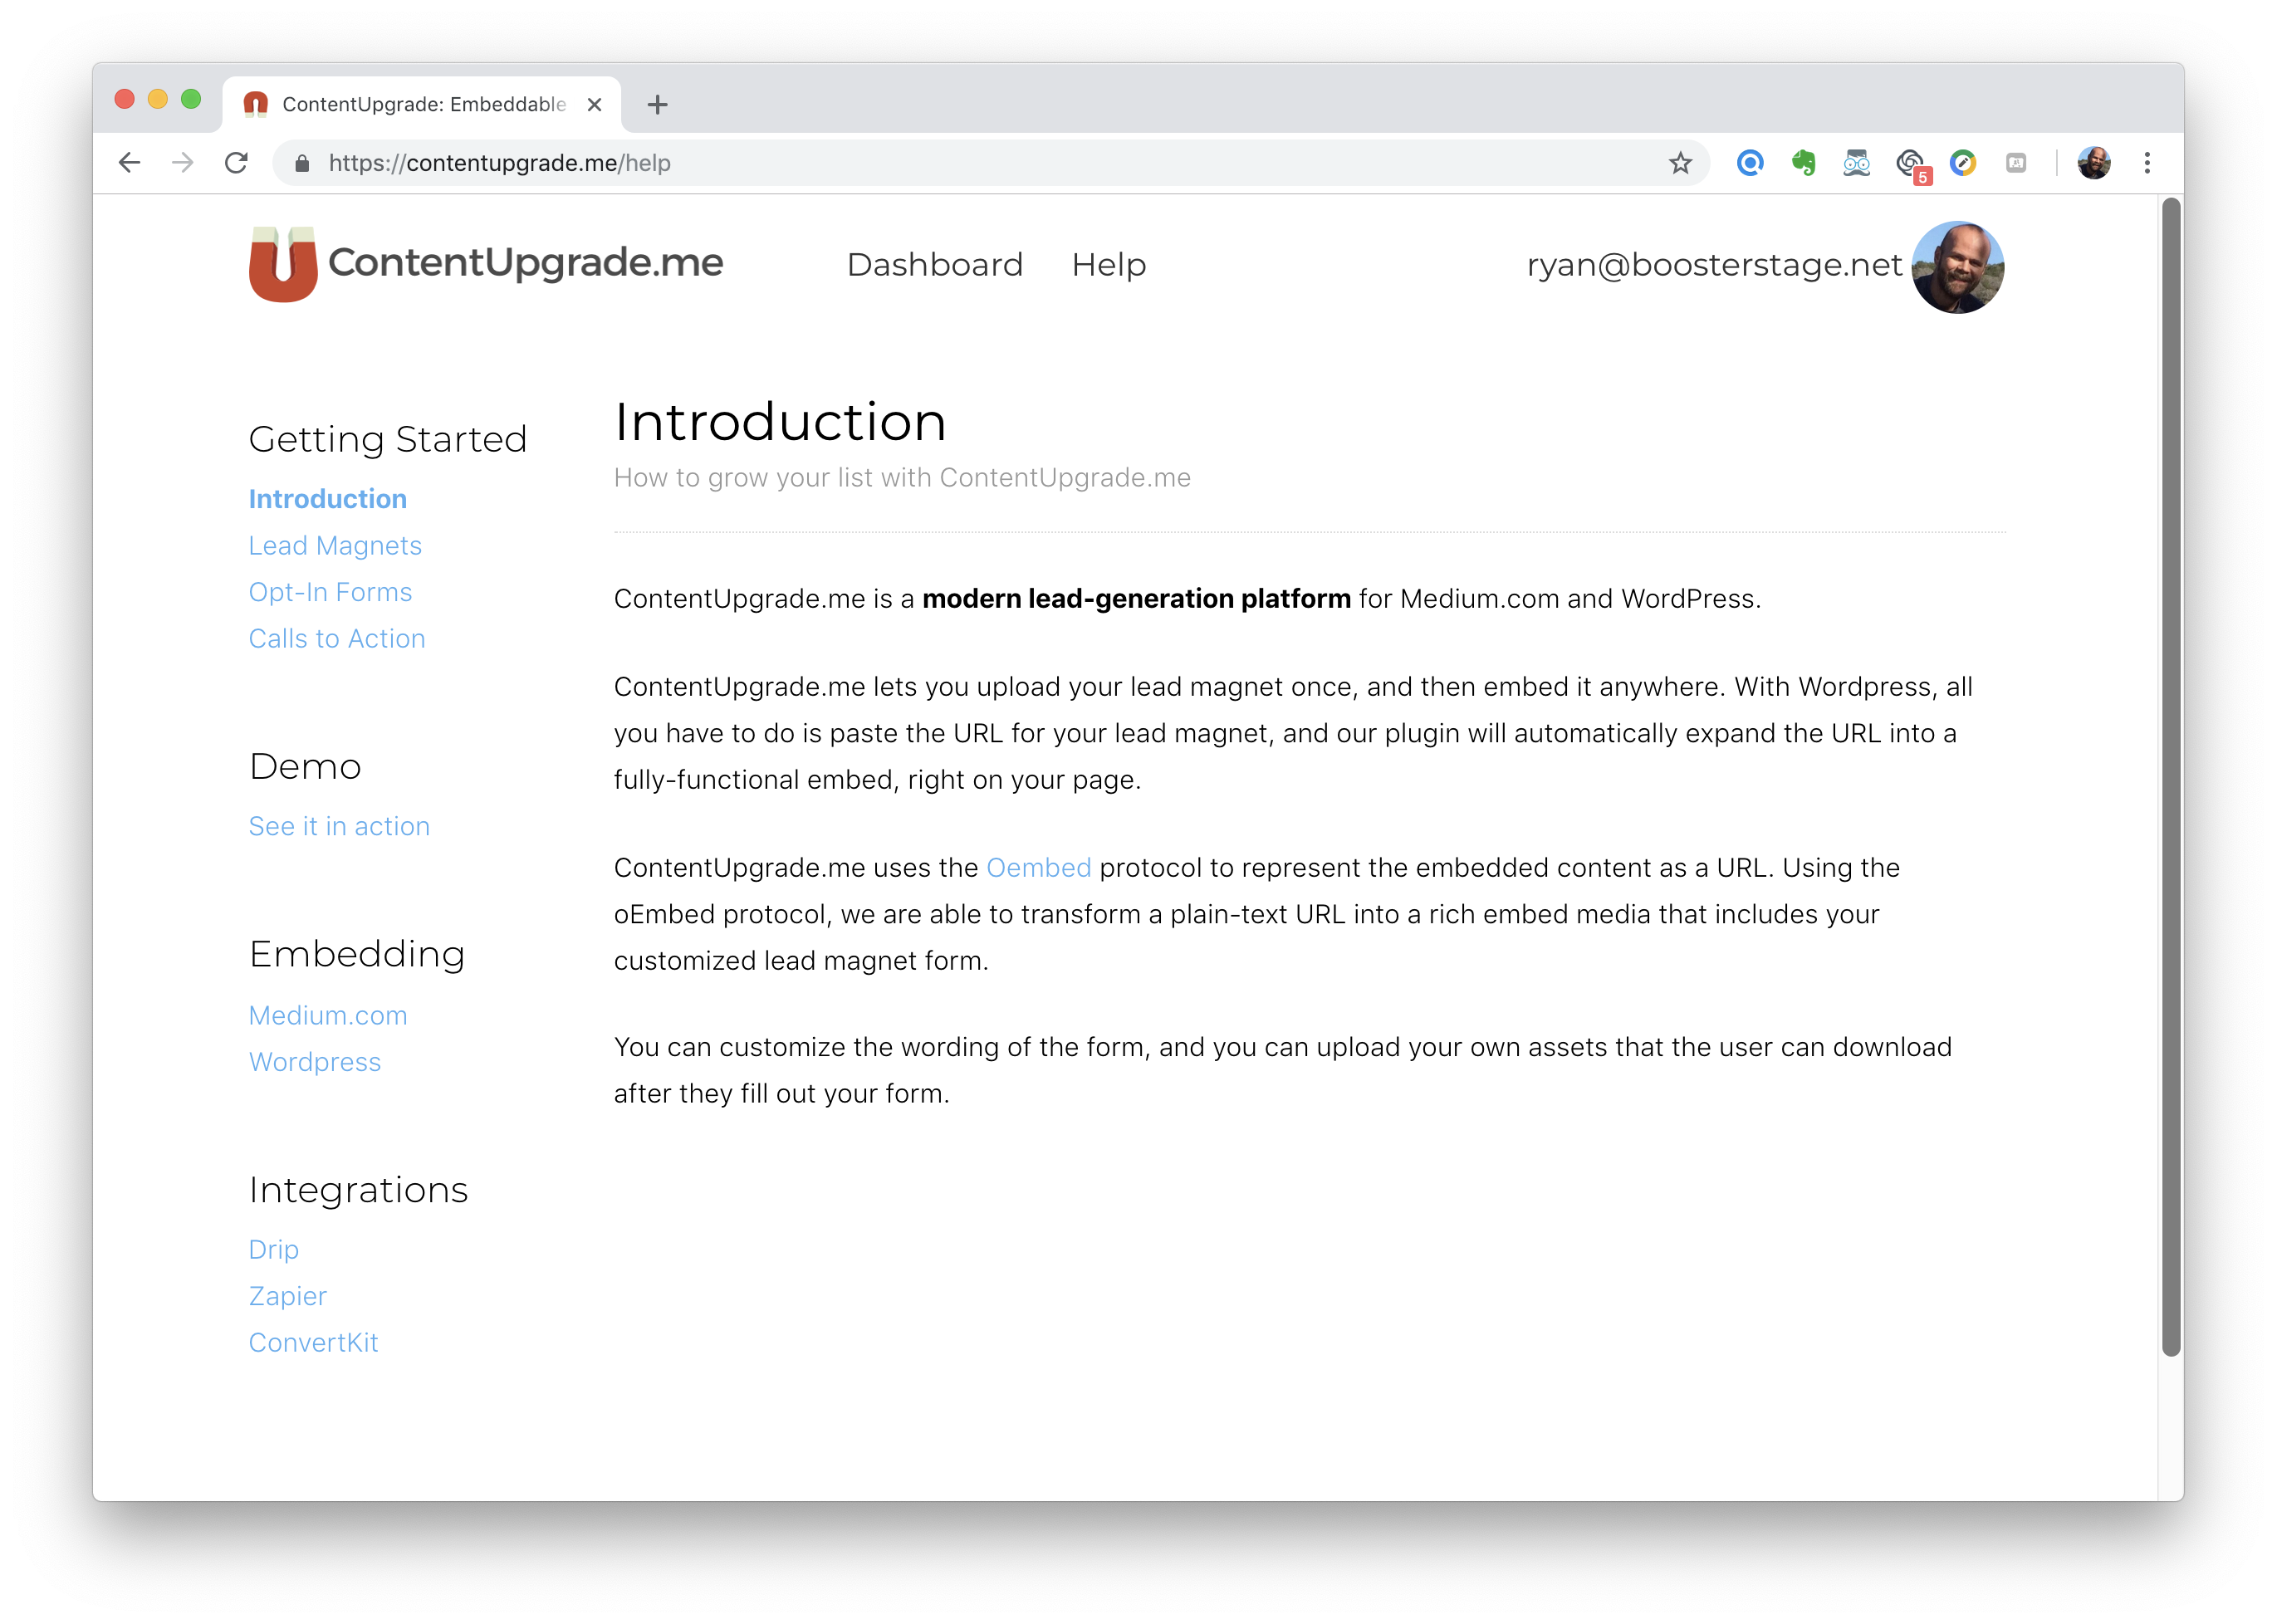 ContentUpgrade: Embeddable
https://contentupgrade.me/help
5
ContentUpgrade.me
Dashboard
Help
ryan@boosterstage.net
Getting Started
Introduction
Lead Magnets
Opt-In Forms
Calls to Action
Demo
See it in action
Embedding
Medium.com
Wordpress
Integrations
Drip
Zapier
ConvertKit
Introduction
How to grow your list with ContentUpgrade.me
ContentUpgrade.me is a modern lead-generation platform for Medium.com and WordPress.
ContentUpgrade.me lets you upload your lead magnet once, and then embed it anywhere. With Wordpress, all
you have to do is paste the URL for your lead magnet, and our plugin will automatically expand the URL into a
fully-functional embed, right on your page.
ContentUpgrade.me uses the Oembed protocol to represent the embedded content as a URL. Using the
oEmbed protocol, we are able to transform a plain-text URL into a rich embed media that includes your
customized lead magnet form.
You can customize the wording of the form, and you can upload your own assets that the user can download
after they fill out your form.